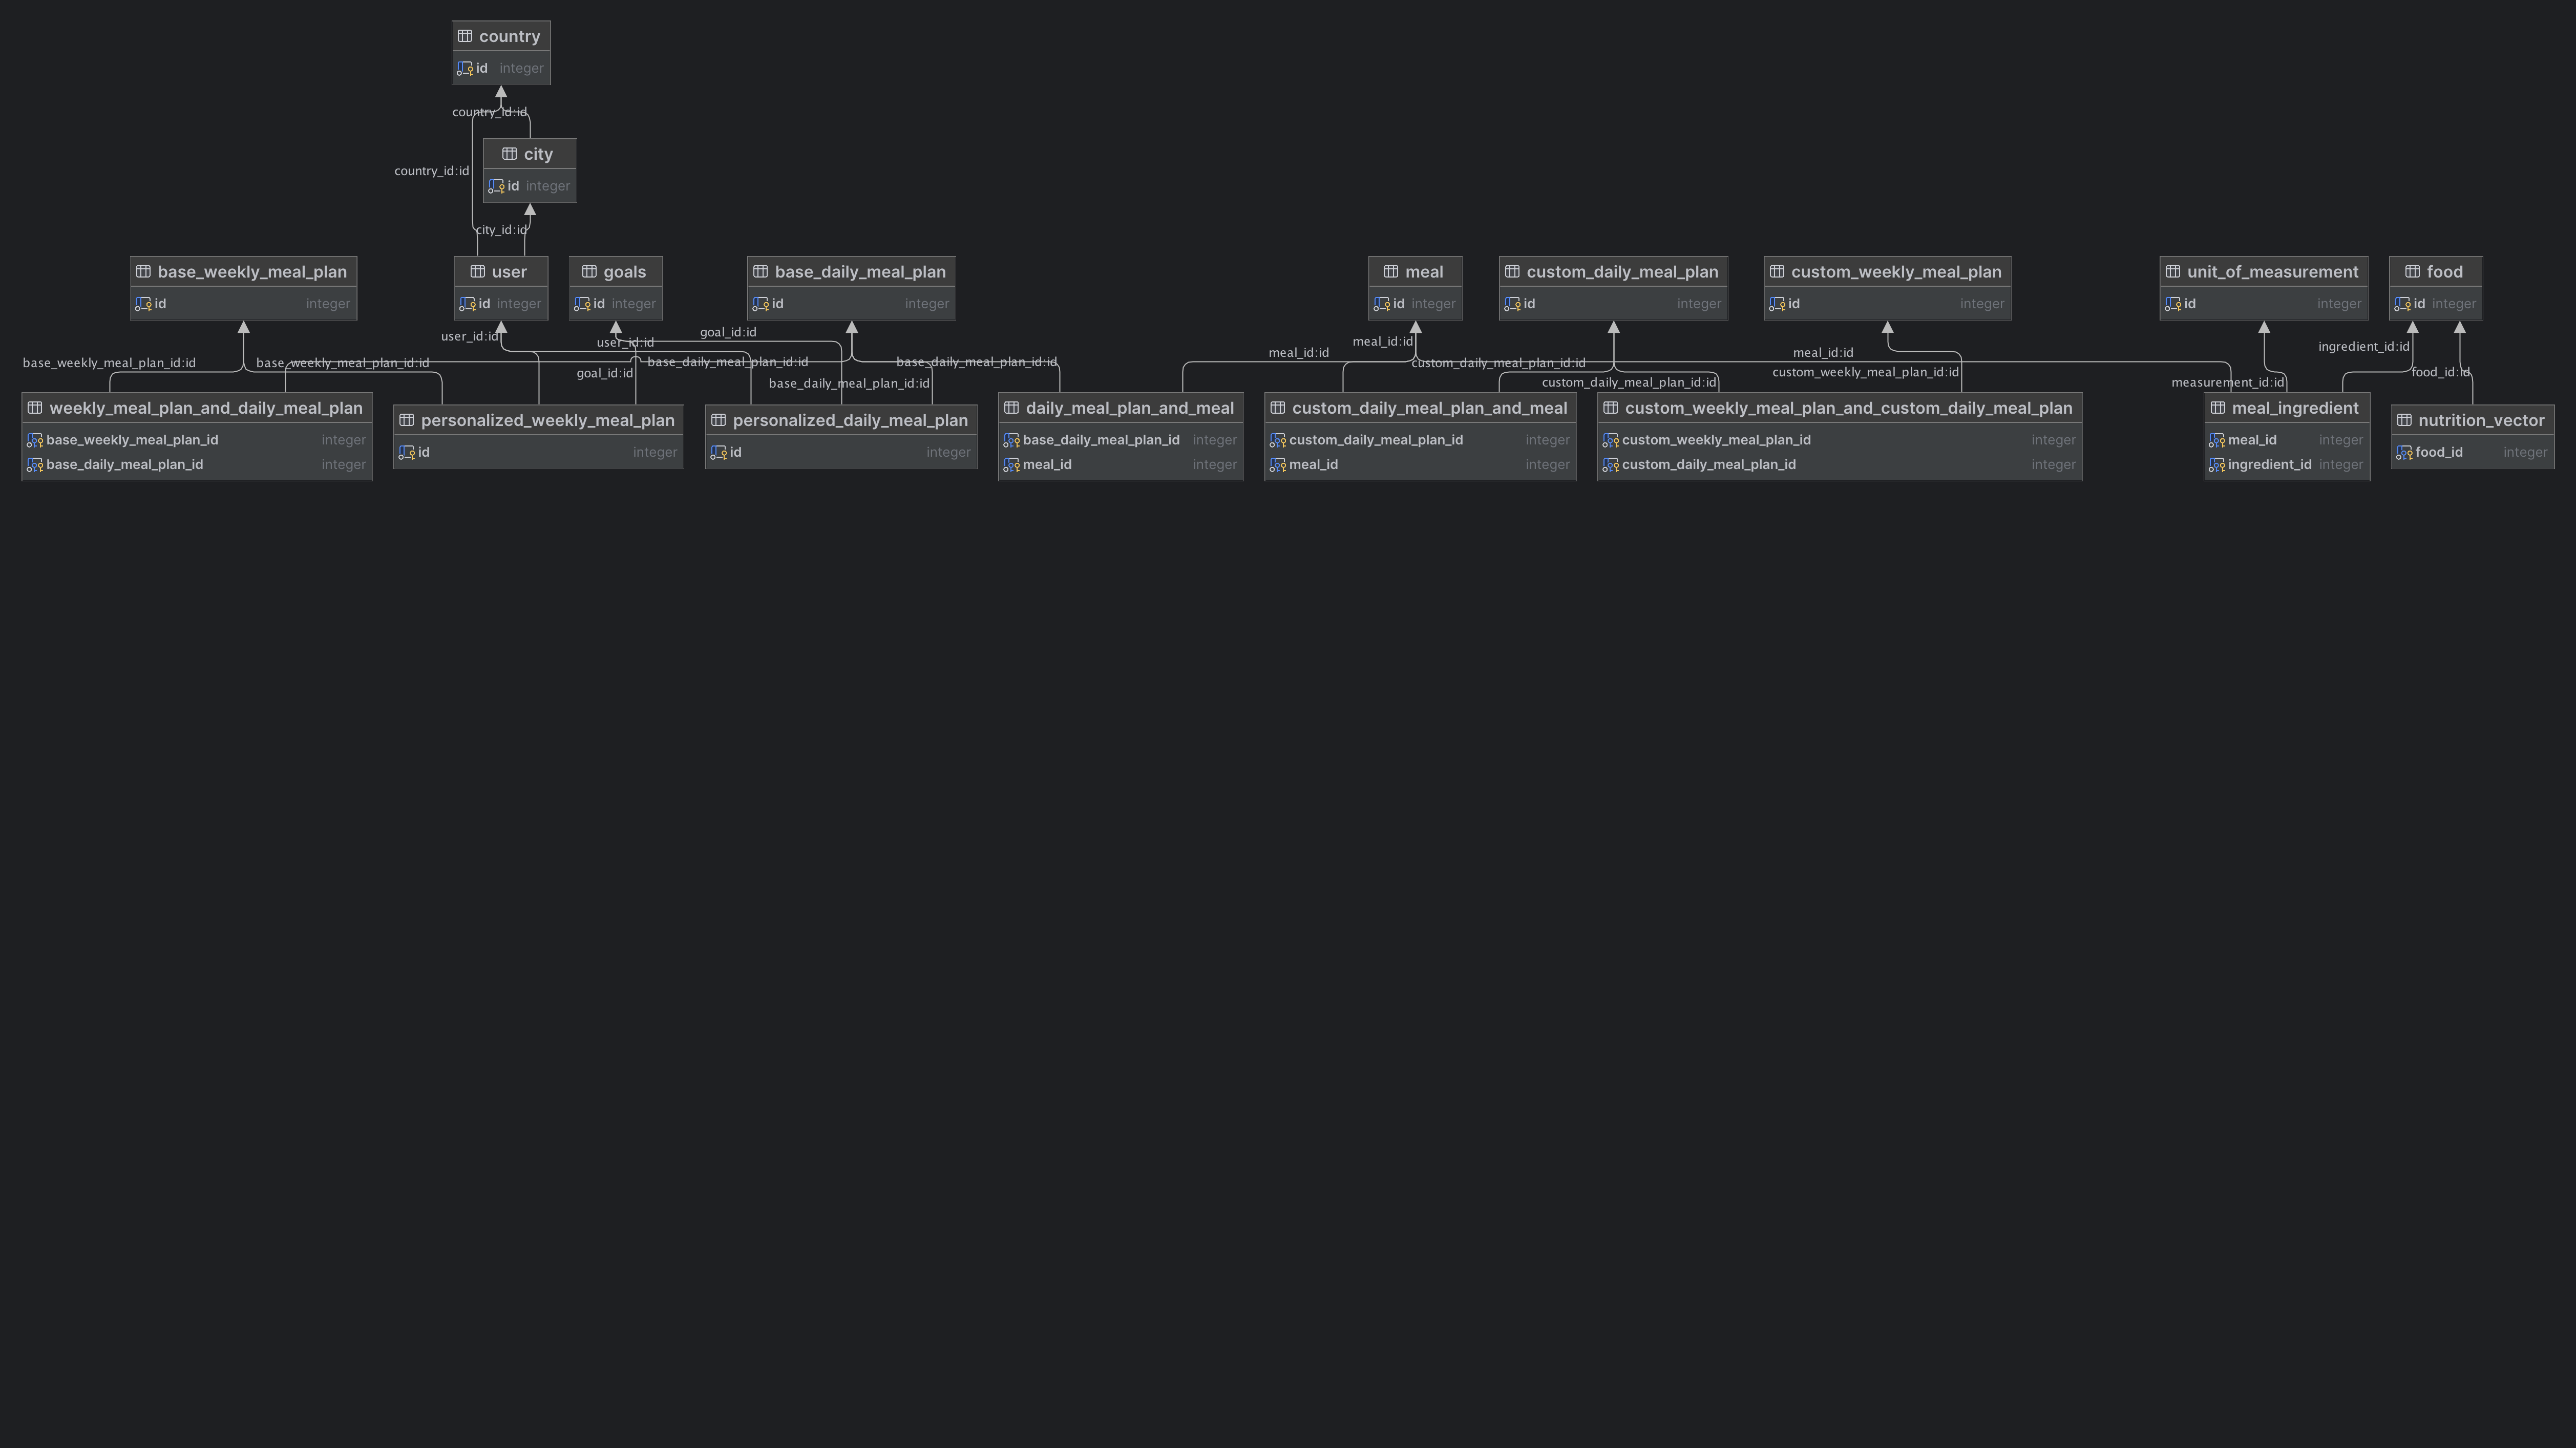 country
id integer
country_id:id
city
country_id:id
id integer
city_id:id
base_weekly_meal_plan
id integer
user
id integer
goals
id integer
base_daily_meal_plan
id integer
meal
id integer
custom_daily_meal_plan
id integer
custom_weekly_meal_plan
id integer
unit_of_measurement
id integer
food
id integer
user_id:id
user_id:id
goal_id:id
meal_id:id
ingredient_id:id
base_weekly_meal_plan_id:id
base_weekly_meal_plan_id:id
goal_id:id
base_daily_meal_plan_id:id
base_daily_meal_plan_id:id
base_daily_meal_plan_id:id
meal_id:id
custom_daily_meal_plan_id:id
custom_daily_meal_plan_id:id
meal_id:id
custom_weekly_meal_plan_id:id
measurement_id:id
food_id:id
weekly_meal_plan_and_daily_meal_plan
base_weekly_meal_plan_id integer
base_daily_meal_plan_id integer
personalized_weekly_meal_plan
id integer
personalized_daily_meal_plan
id integer
daily_meal_plan_and_meal
base_daily_meal_plan_id integer
meal_id integer
custom_daily_meal_plan_and_meal
custom_daily_meal_plan_id integer
meal_id integer
custom_weekly_meal_plan_and_custom_daily_meal_plan
custom_weekly_meal_plan_id integer
custom_daily_meal_plan_id integer
meal_ingredient
meal_id integer
ingredient_id integer
nutrition_vector
food_id integer